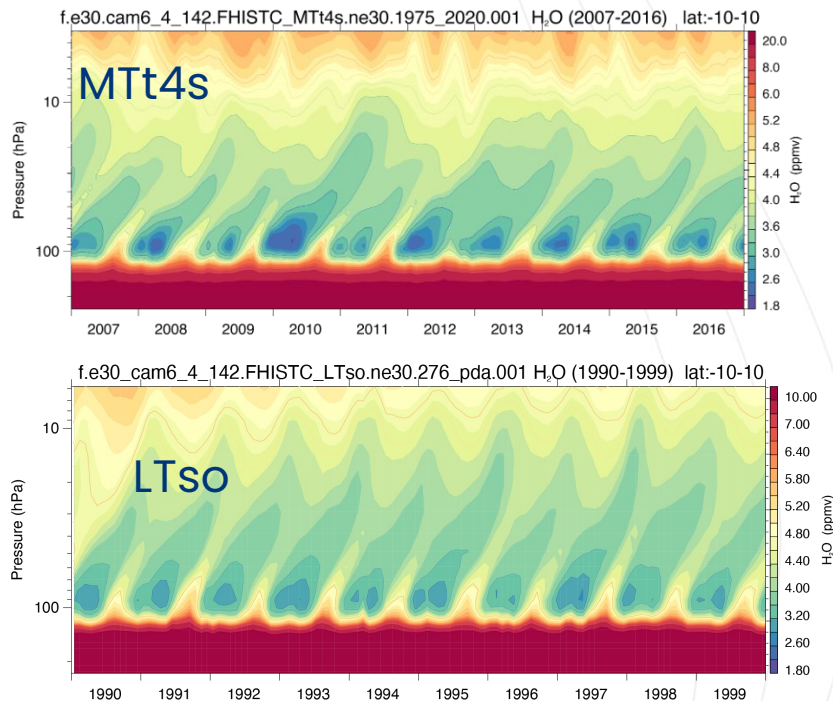 f.e30.cam6_4_142.FHISTC_MTt4s.ne30.1975_2020.001 H₂O (2007-2016) lat:-10-10
MTt4s
Pressure (hPa)
10
100
20.0
8.0
6.0
5.2
4.8
4.4
4.0
3.6
3.0
2.6
1.8
H₂O (ppmv)
2007 2008 2009 2010 2011 2012 2013 2014 2015 2016
f.e30_cam6_4_142.FHISTC_LTso.ne30.276_pda.001 H₂O (1990-1999) lat:-10-10
LTso
Pressure (hPa)
10
100
10.00
7.00
6.40
5.80
5.20
4.80
4.40
4.00
3.20
2.60
1.80
H₂O (ppmv)
1990 1991 1992 1993 1994 1995 1996 1997 1998 1999